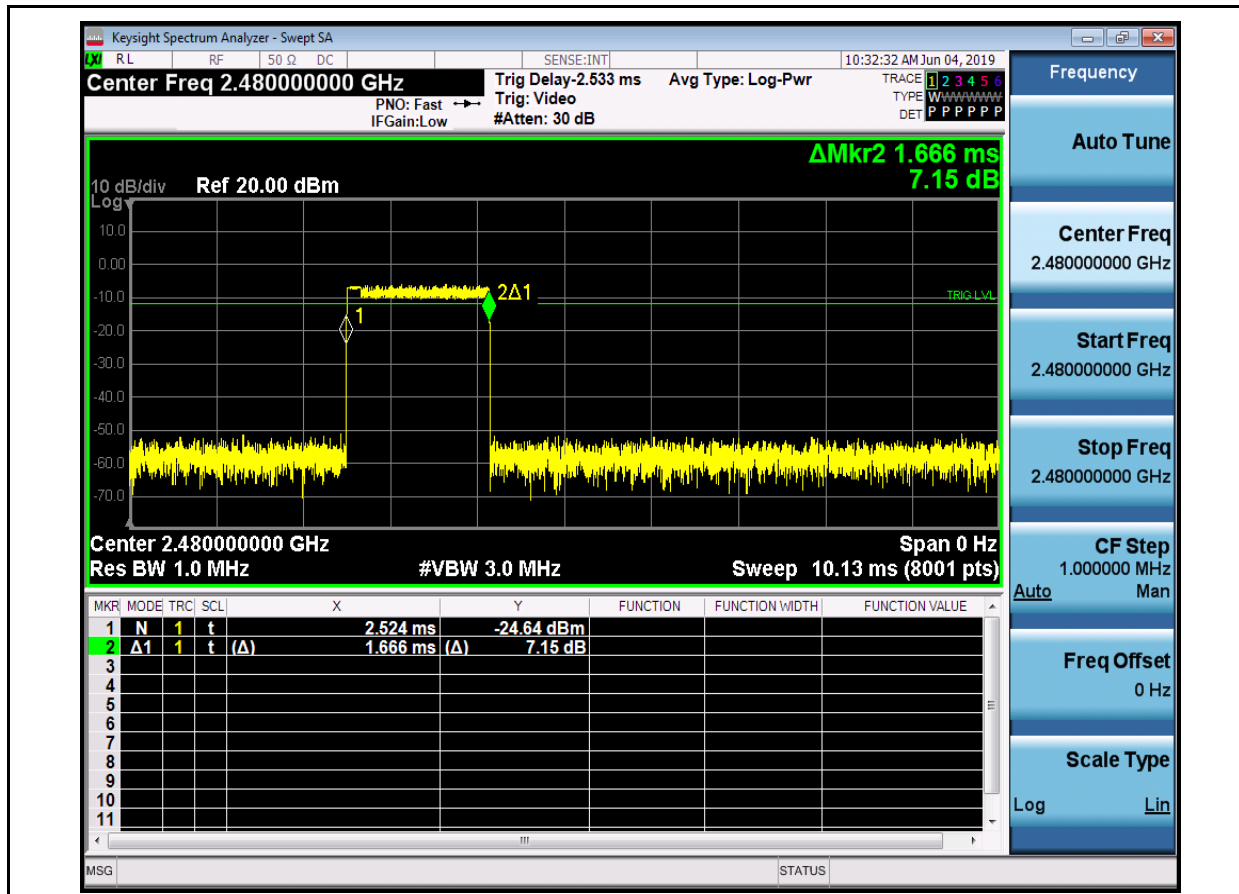 Keysight Spectrum Analyzer - Swept SA
LXI RL RF 50 Ω DC SENSE:INT 10:32:32 AM Jun 04, 2019
Center Freq 2.480000000 GHz
PNO: Fast
IFGain:Low
Trig Delay-2.533 ms
Trig: Video
#Atten: 30 dB
Avg Type: Log-Pwr
TRACE 1 2 3 4 5 6
TYPE WWWWWW
DET P P P P P P
ΔMkr2 1.666 ms
7.15 dB
10 dB/div Ref 20.00 dBm
Log
10.0
0.00
-10.0
-20.0
-30.0
-40.0
-50.0
-60.0
-70.0
1
2Δ1
TRIG LVL
Center 2.480000000 GHz Span 0 Hz
Res BW 1.0 MHz #VBW 3.0 MHz Sweep 10.13 ms (8001 pts)
MKR MODE TRC SCL X Y FUNCTION FUNCTION WIDTH FUNCTION VALUE
1 N 1 t 2.524 ms -24.64 dBm
2 Δ1 1 t (Δ) 1.666 ms (Δ) 7.15 dB
3
4
5
6
7
8
9
10
11
MSG STATUS
Frequency
Auto Tune
Center Freq
2.480000000 GHz
Start Freq
2.480000000 GHz
Stop Freq
2.480000000 GHz
CF Step
1.000000 MHz
Auto Man
Freq Offset
0 Hz
Scale Type
Log Lin